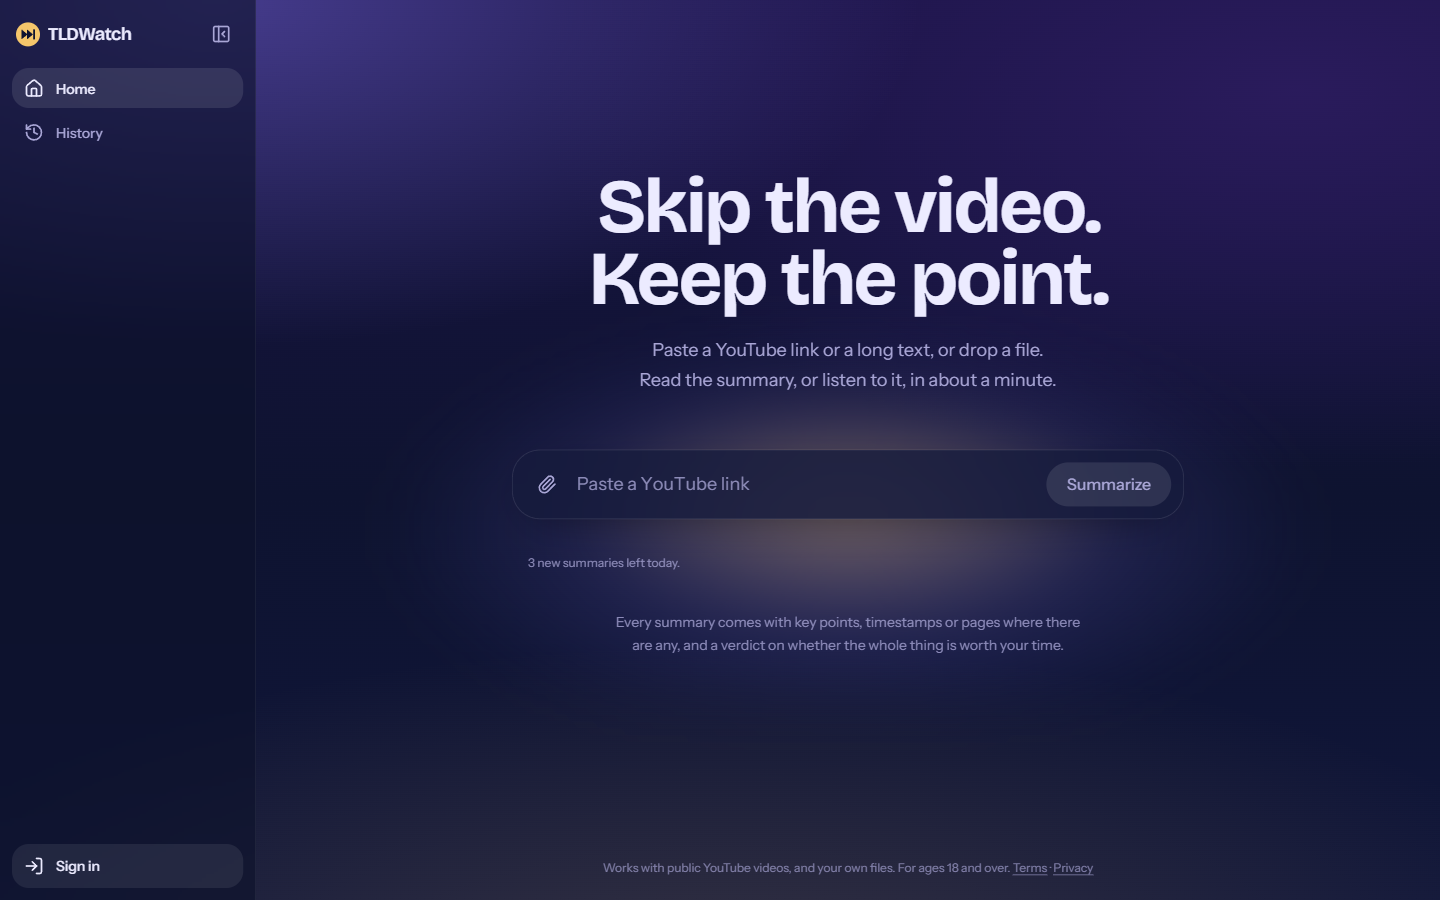 TLDWatch
Home
History
Skip the video.
Keep the point.
Paste a YouTube link or a long text, or drop a file.
Read the summary, or listen to it, in about a minute.
Paste a YouTube link
Summarize
3 new summaries left today.
Every summary comes with key points, timestamps or pages where there
are any, and a verdict on whether the whole thing is worth your time.
Sign in
Works with public YouTube videos, and your own files. For ages 18 and over. Terms · Privacy